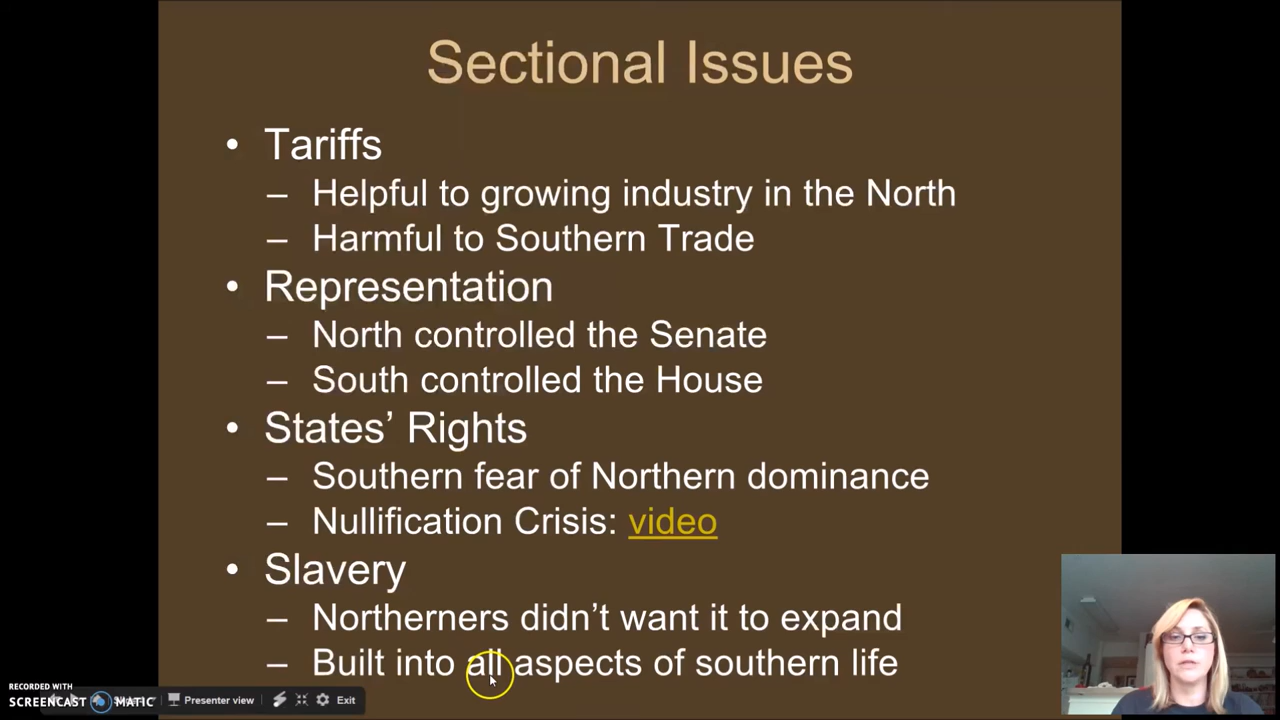 Sectional Issues
• Tariffs
– Helpful to growing industry in the North
– Harmful to Southern Trade
• Representation
– North controlled the Senate
– South controlled the House
• States’ Rights
– Southern fear of Northern dominance
– Nullification Crisis: video
• Slavery
– Northerners didn’t want it to expand
– Built into all aspects of southern life
RECORDED WITH
SCREENCAST MATIC
Presenter view Exit